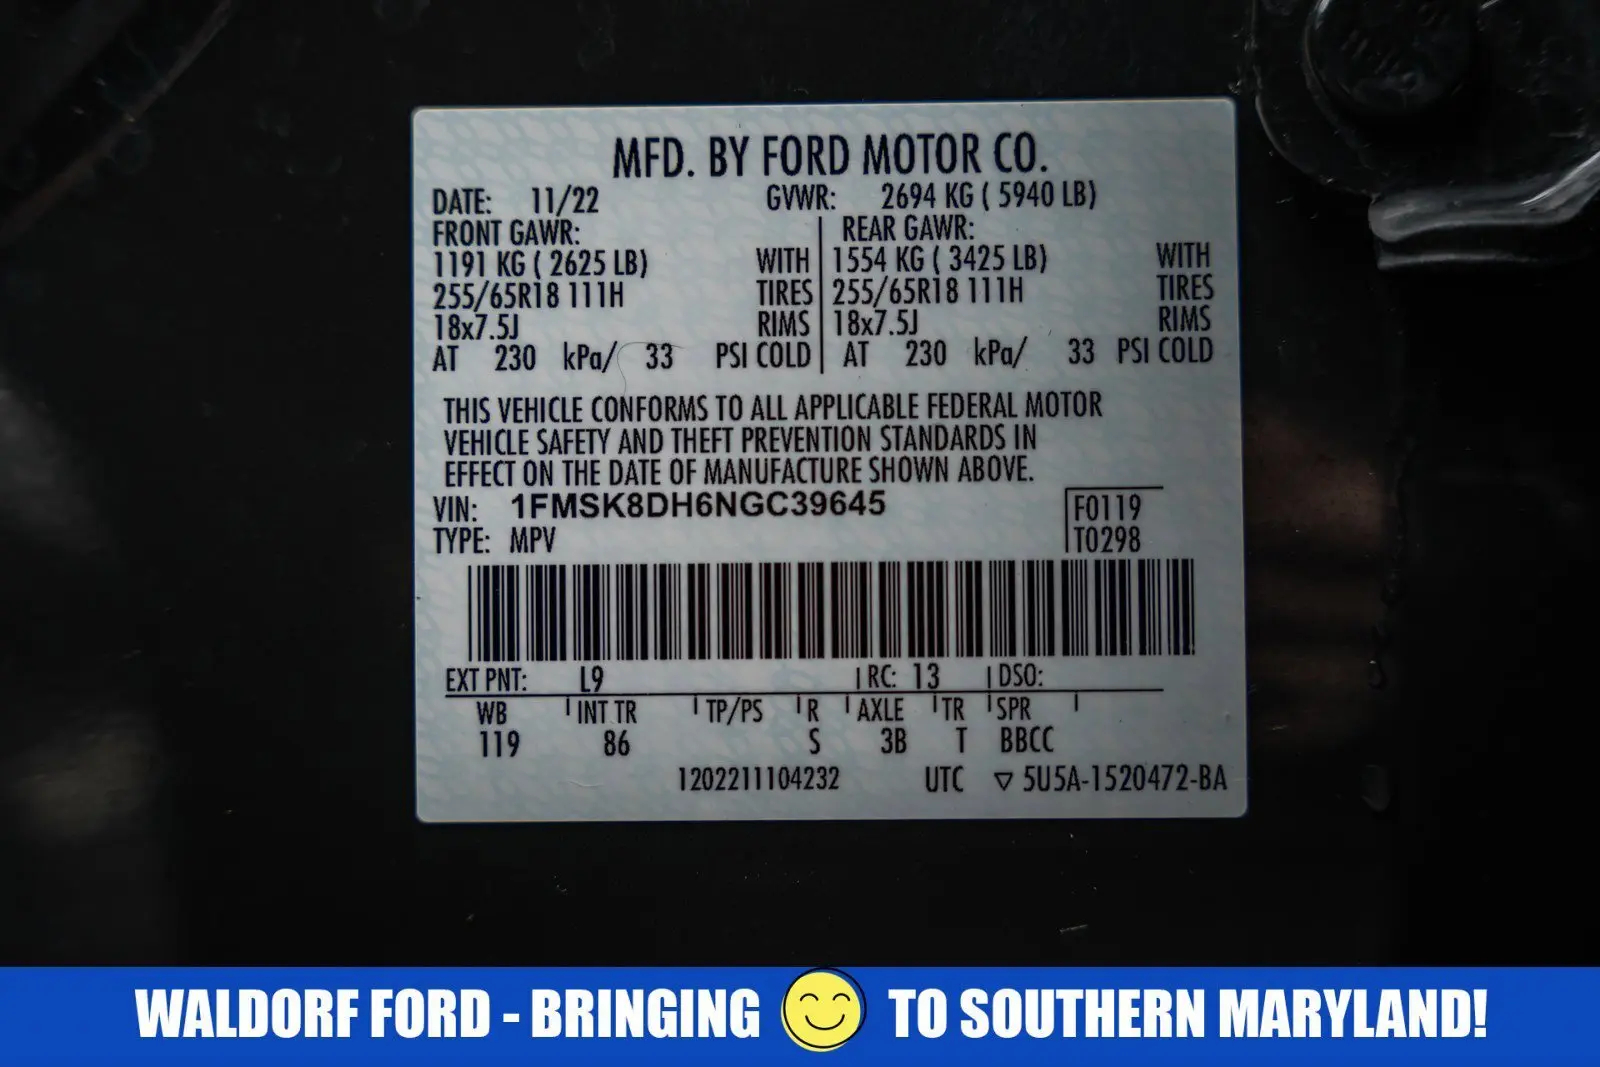 MFD. BY FORD MOTOR CO.
DATE: 11/22 GVWR: 2694 KG ( 5940 LB)
FRONT GAWR: REAR GAWR:
1191 KG ( 2625 LB) WITH 1554 KG ( 3425 LB) WITH
255/65R18 111H TIRES 255/65R18 111H TIRES
18x7.5J RIMS 18x7.5J RIMS
AT 230 kPa/ 33 PSI COLD AT 230 kPa/ 33 PSI COLD
THIS VEHICLE CONFORMS TO ALL APPLICABLE FEDERAL MOTOR
VEHICLE SAFETY AND THEFT PREVENTION STANDARDS IN
EFFECT ON THE DATE OF MANUFACTURE SHOWN ABOVE.
VIN: 1FMSK8DH6NGC39645 F0119
TYPE: MPV T0298
EXT PNT: L9 RC: 13 DSO:
WB INT TR TP/PS R AXLE TR SPR
119 86 S 3B T BBCC
1202211104232 UTC ▽ 5U5A-1520472-BA
WALDORF FORD - BRINGING 😊 TO SOUTHERN MARYLAND!